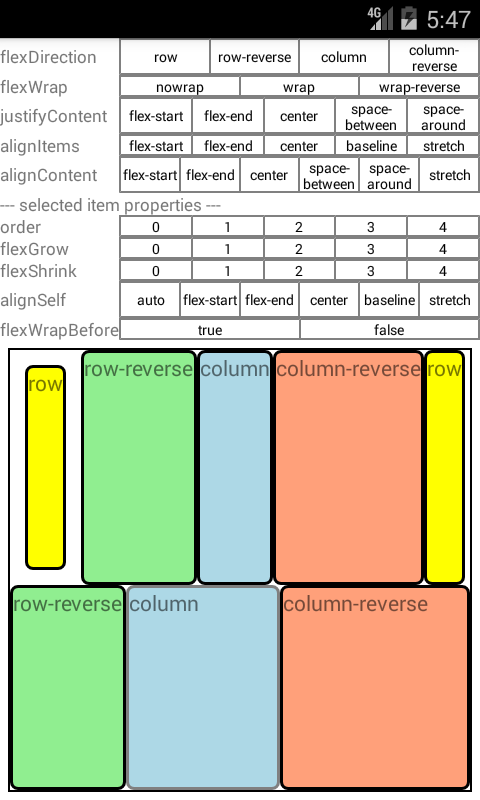 4G 5:47
flexDirection row row-reverse column column-reverse
flexWrap nowrap wrap wrap-reverse
justifyContent flex-start flex-end center space-between space-around
alignItems flex-start flex-end center baseline stretch
alignContent flex-start flex-end center space-between space-around stretch
--- selected item properties ---
order 0 1 2 3 4
flexGrow 0 1 2 3 4
flexShrink 0 1 2 3 4
alignSelf auto flex-start flex-end center baseline stretch
flexWrapBefore true false
row row-reverse column column-reverse row
row-reverse column column-reverse